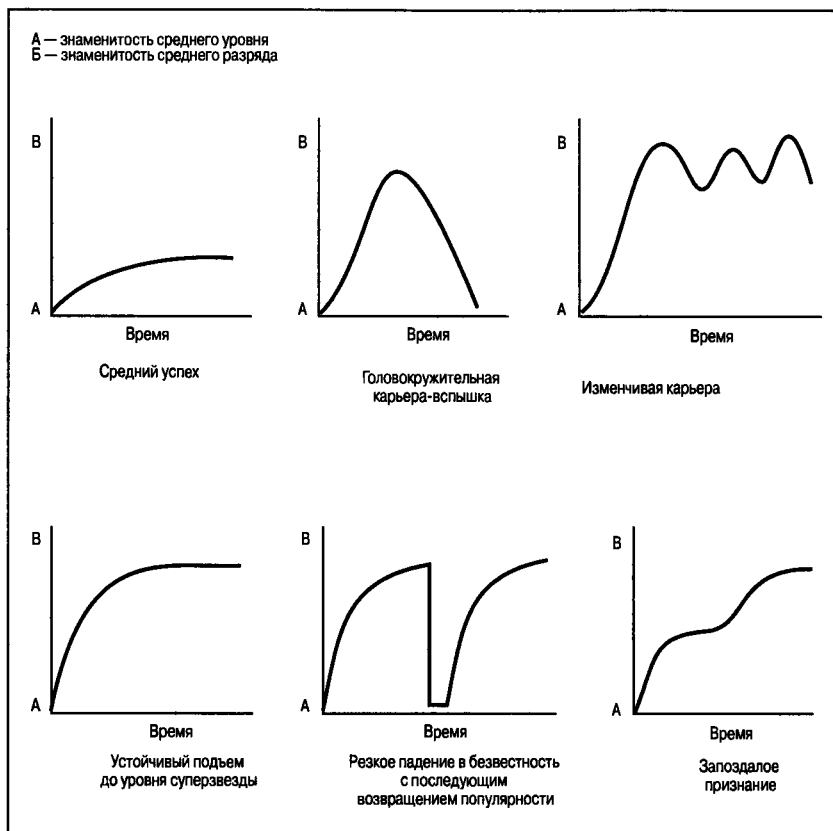 А — знаменитость среднего уровня
Б — знаменитость среднего разряда
В
А
Время
Средний успех
В
А
Время
Головокружительная
карьера-вспышка
В
А
Время
Изменчивая карьера
В
А
Время
Устойчивый подъем
до уровня суперзвезды
В
А
Время
Резкое падение в безвестность
с последующим
возвращением популярности
В
А
Время
Запоздалое
признание